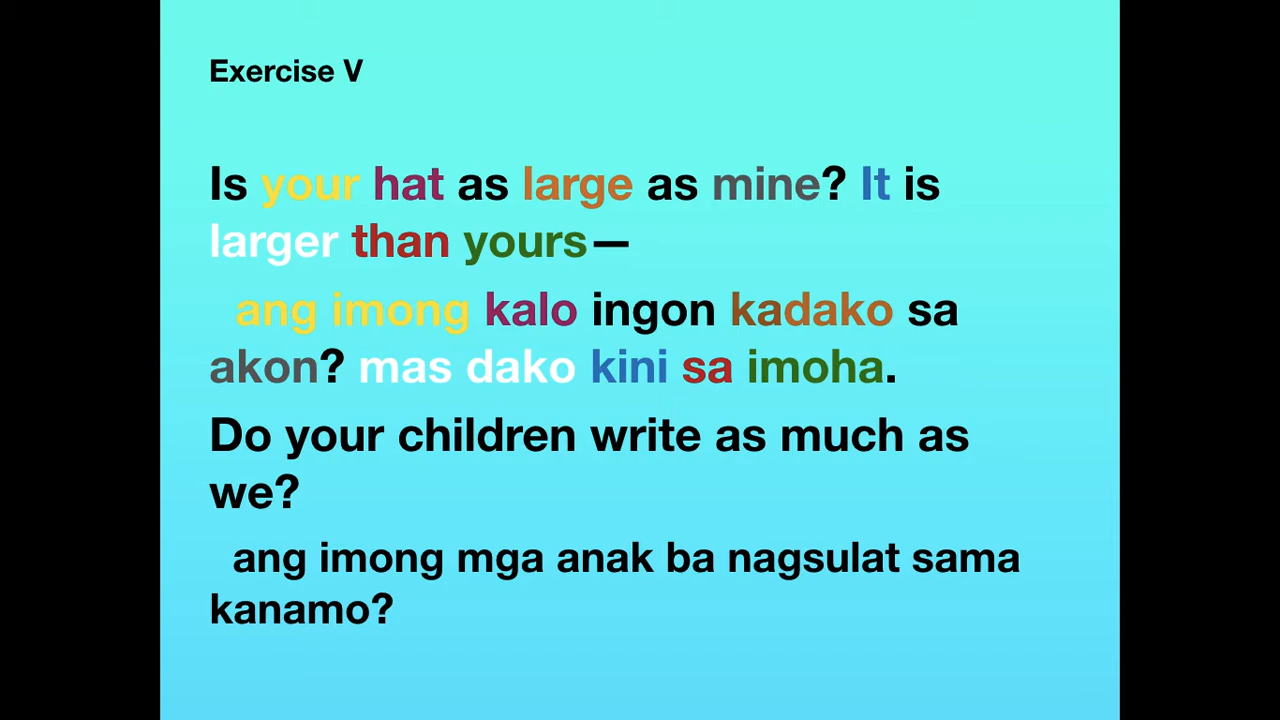 Exercise V
Is your hat as large as mine? It is
larger than yours—
ang imong kalo ingon kadako sa
akon? mas dako kini sa imoha.
Do your children write as much as
we?
ang imong mga anak ba nagsulat sama
kanamo?